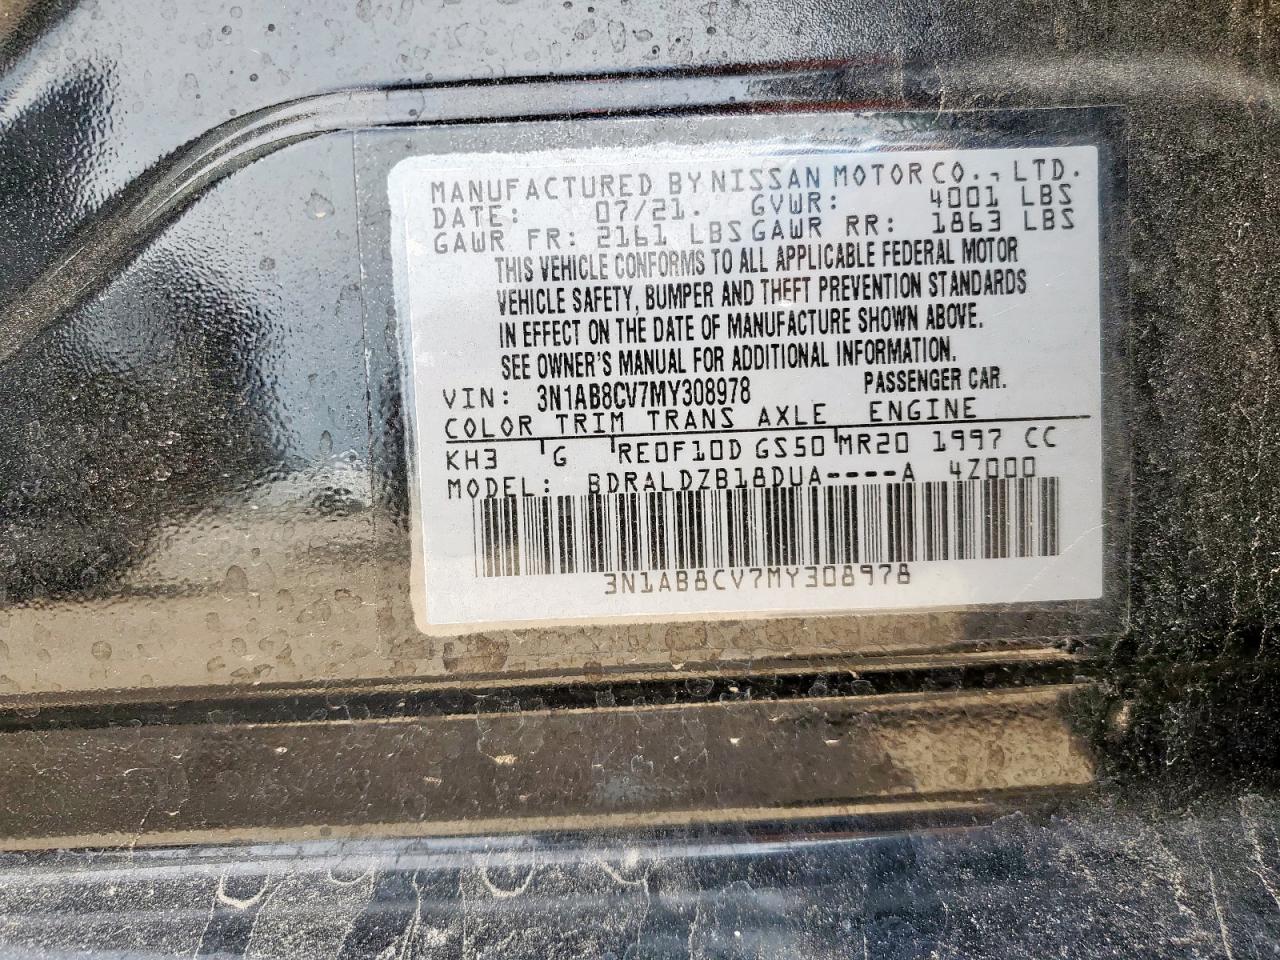 MANUFACTURED BY NISSAN MOTOR CO., LTD.
DATE: 07/21. GVWR: 4001 LBS
GAWR FR: 2161 LBS GAWR RR: 1863 LBS
THIS VEHICLE CONFORMS TO ALL APPLICABLE FEDERAL MOTOR
VEHICLE SAFETY, BUMPER AND THEFT PREVENTION STANDARDS
IN EFFECT ON THE DATE OF MANUFACTURE SHOWN ABOVE.
SEE OWNER'S MANUAL FOR ADDITIONAL INFORMATION.
VIN: 3N1AB8CV7MY308978 PASSENGER CAR.
COLOR TRIM TRANS AXLE ENGINE
KH3 G RE0F10D GS50 MR20 1997 CC
MODEL: BDRALDZB18DUA----A 4Z000
3N1AB8CV7MY308978